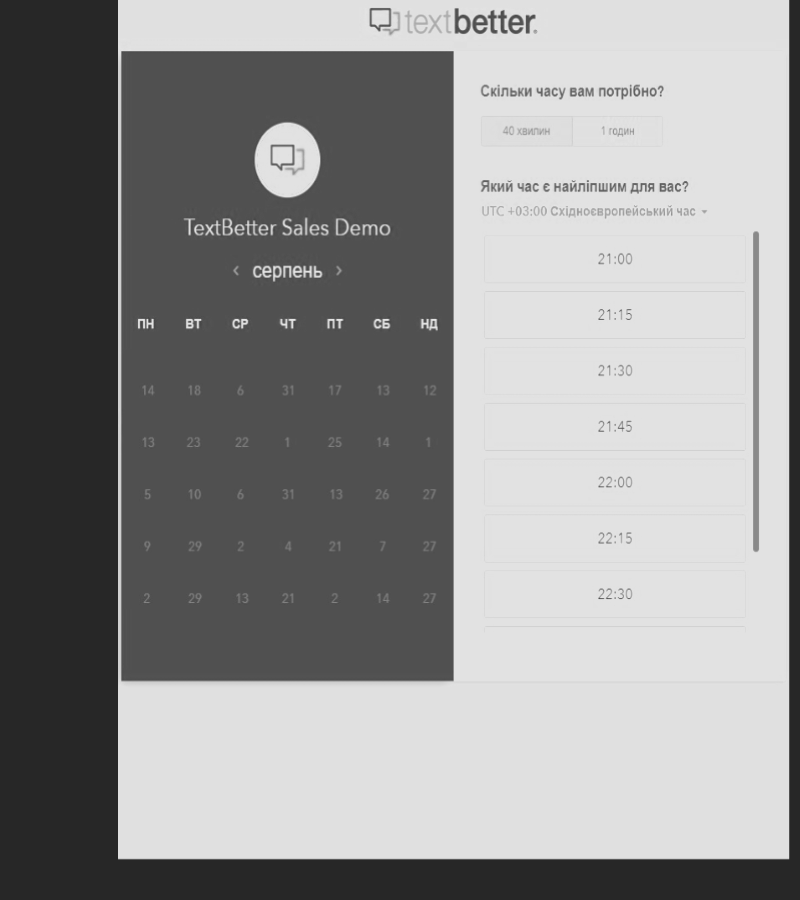 textbetter.
TextBetter Sales Demo
‹ серпень ›
ПН ВТ СР ЧТ ПТ СБ НД
14 18 6 31 17 13 12
13 23 22 1 25 14 1
5 10 6 31 13 26 27
9 29 2 4 21 7 27
2 29 13 21 2 14 27
Скільки часу вам потрібно?
40 хвилин 1 годин
Який час є найліпшим для вас?
UTC +03:00 Східноєвропейський час
21:00
21:15
21:30
21:45
22:00
22:15
22:30